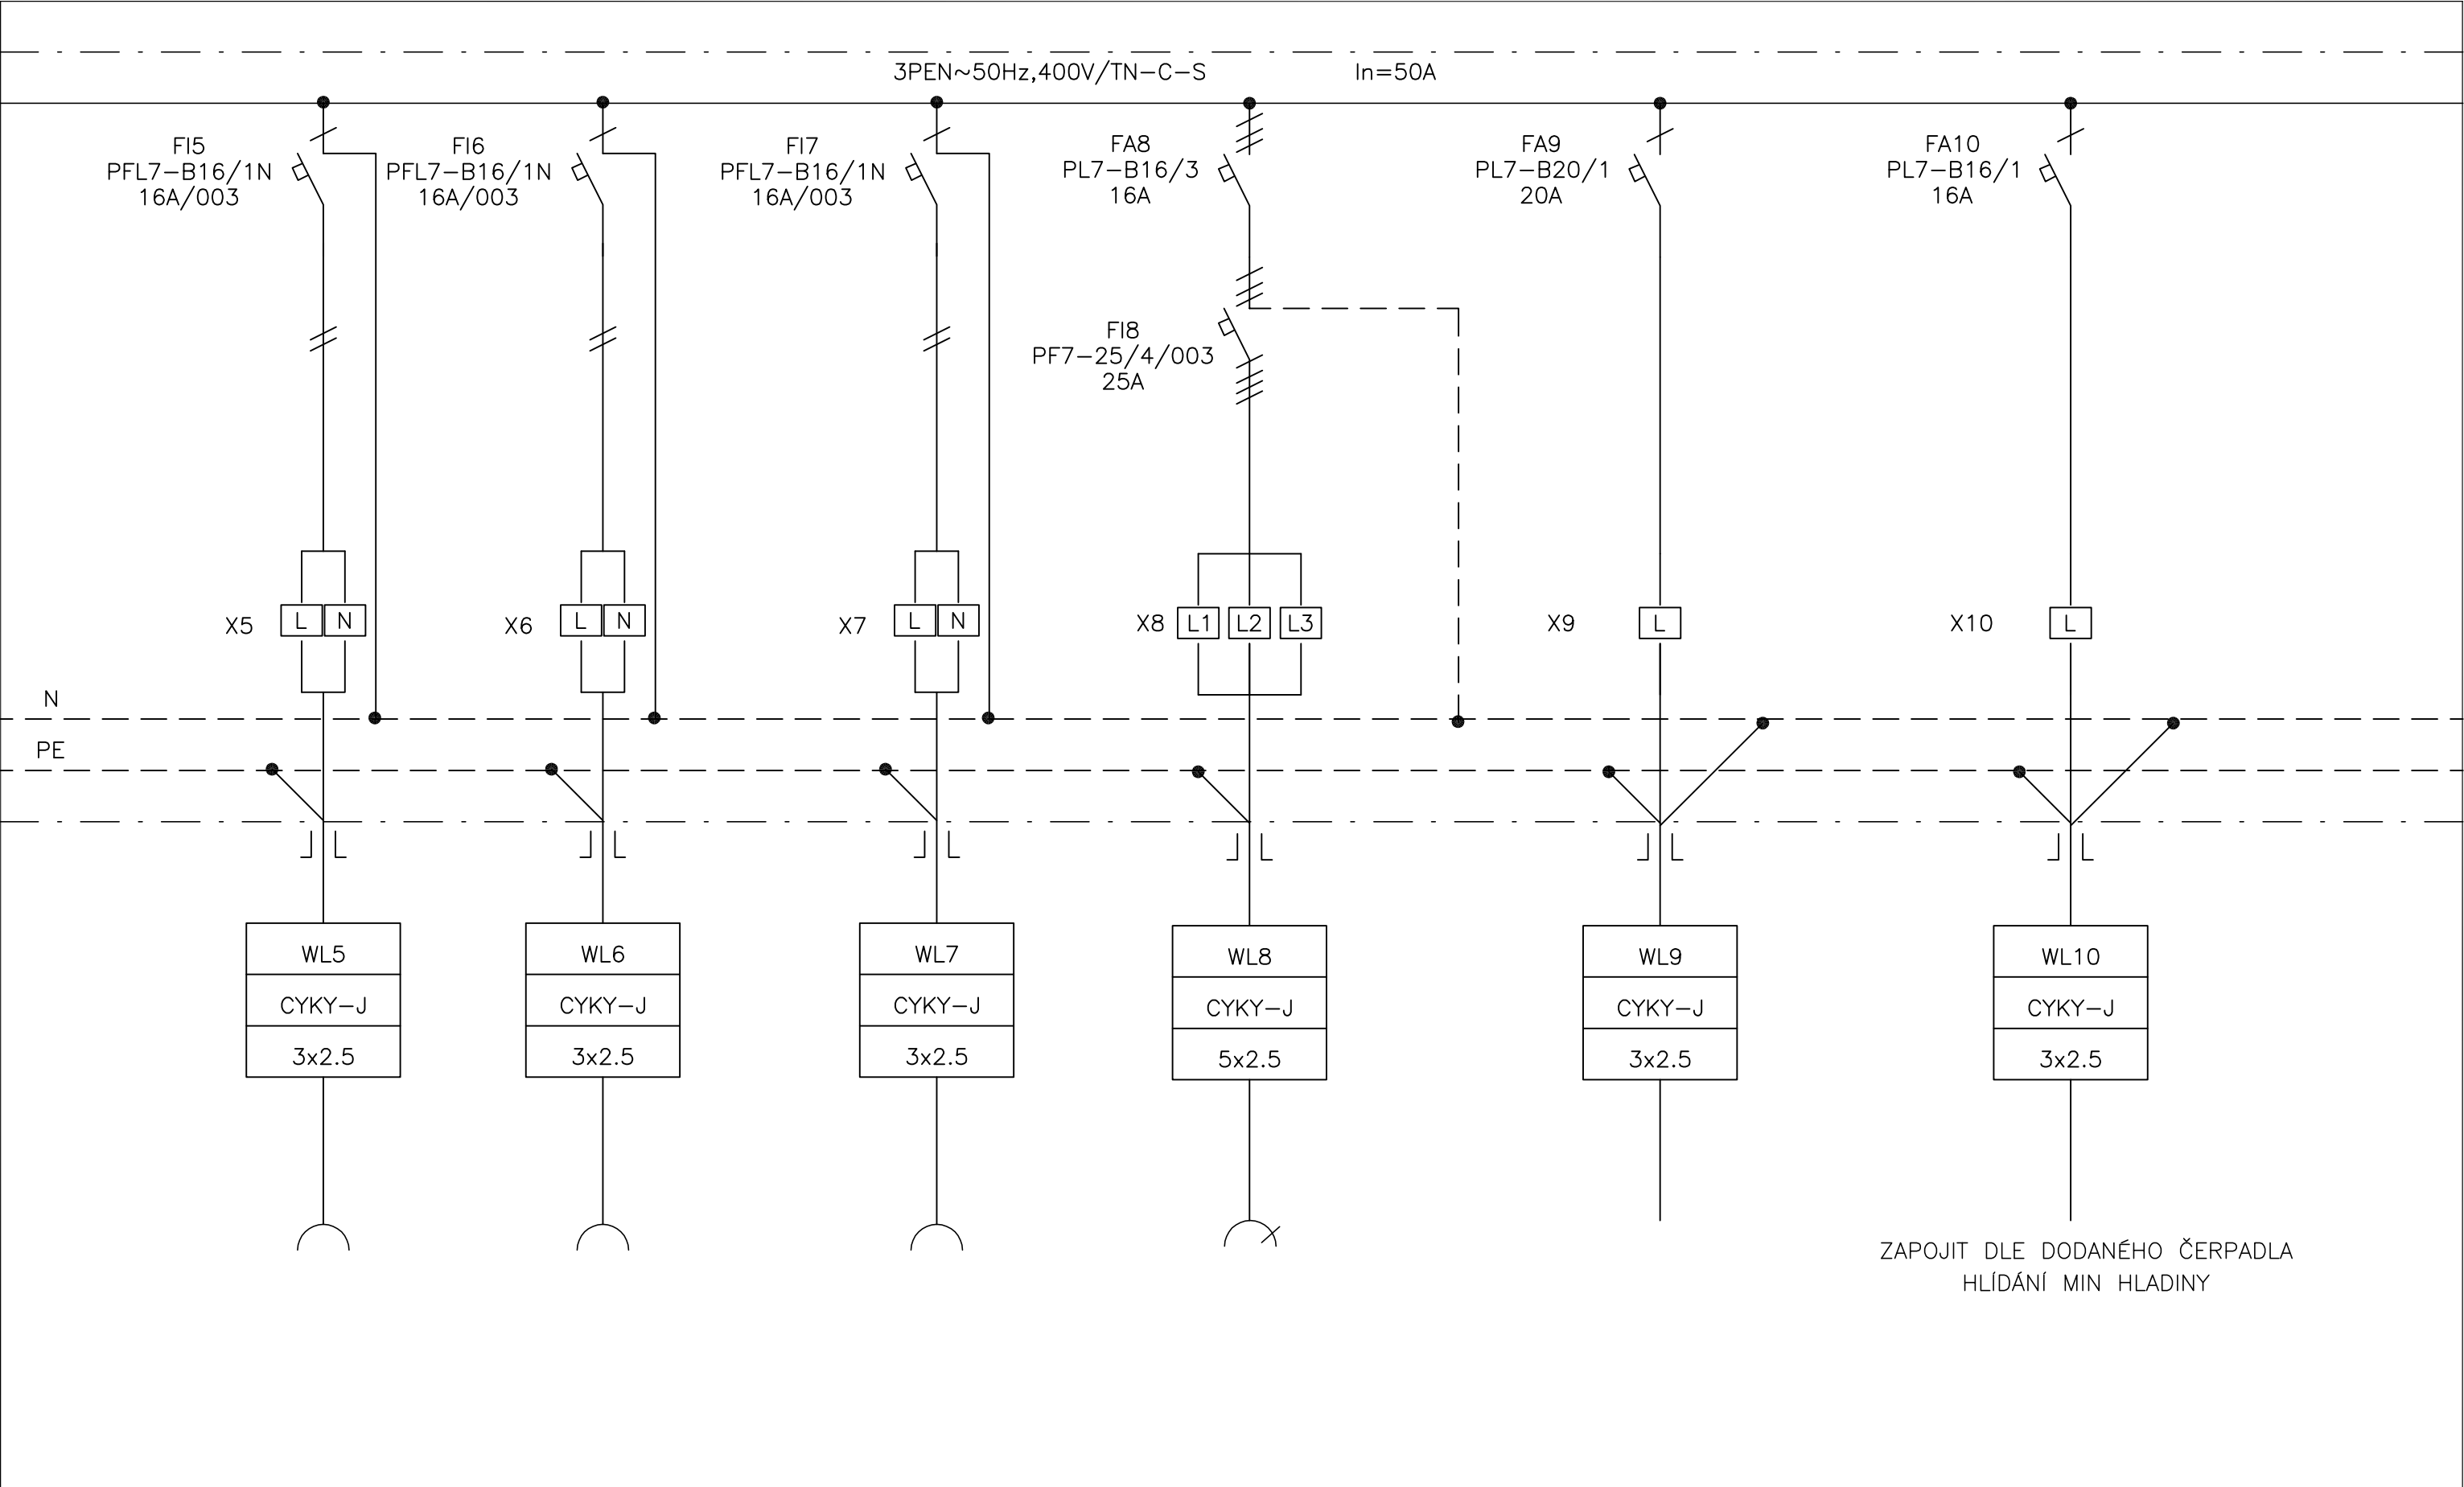 3PEN~50Hz,400V/TN-C-S In=50A
FI5
PFL7-B16/1N
16A/003
FI6
PFL7-B16/1N
16A/003
FI7
PFL7-B16/1N
16A/003
FA8
PL7-B16/3
16A
FA9
PL7-B20/1
20A
FA10
PL7-B16/1
16A
FI8
PF7-25/4/003
25A
X5 L N
X6 L N
X7 L N
X8 L1 L2 L3
X9 L
X10 L
N
PE
WL5
CYKY-J
3x2.5
WL6
CYKY-J
3x2.5
WL7
CYKY-J
3x2.5
WL8
CYKY-J
5x2.5
WL9
CYKY-J
3x2.5
WL10
CYKY-J
3x2.5
ZAPOJIT DLE DODANÉHO ČERPADLA
HLÍDÁNÍ MIN HLADINY